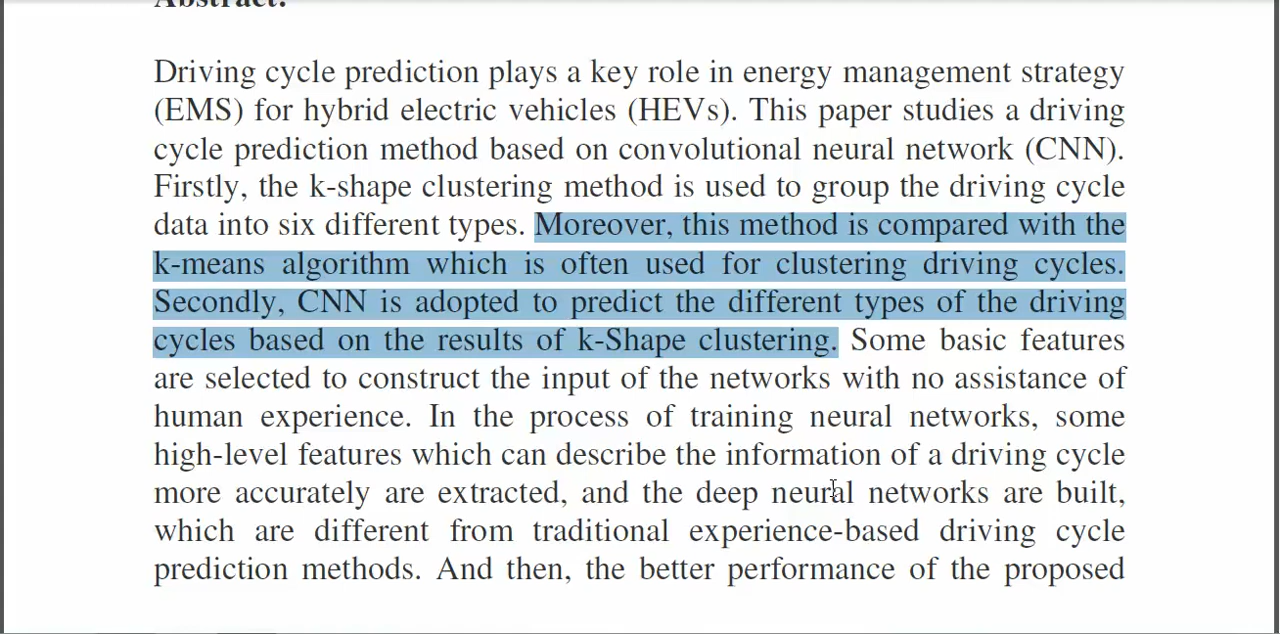 Abstract:
Driving cycle prediction plays a key role in energy management strategy
(EMS) for hybrid electric vehicles (HEVs). This paper studies a driving
cycle prediction method based on convolutional neural network (CNN).
Firstly, the k-shape clustering method is used to group the driving cycle
data into six different types. Moreover, this method is compared with the
k-means algorithm which is often used for clustering driving cycles.
Secondly, CNN is adopted to predict the different types of the driving
cycles based on the results of k-Shape clustering. Some basic features
are selected to construct the input of the networks with no assistance of
human experience. In the process of training neural networks, some
high-level features which can describe the information of a driving cycle
more accurately are extracted, and the deep neural networks are built,
which are different from traditional experience-based driving cycle
prediction methods. And then, the better performance of the proposed